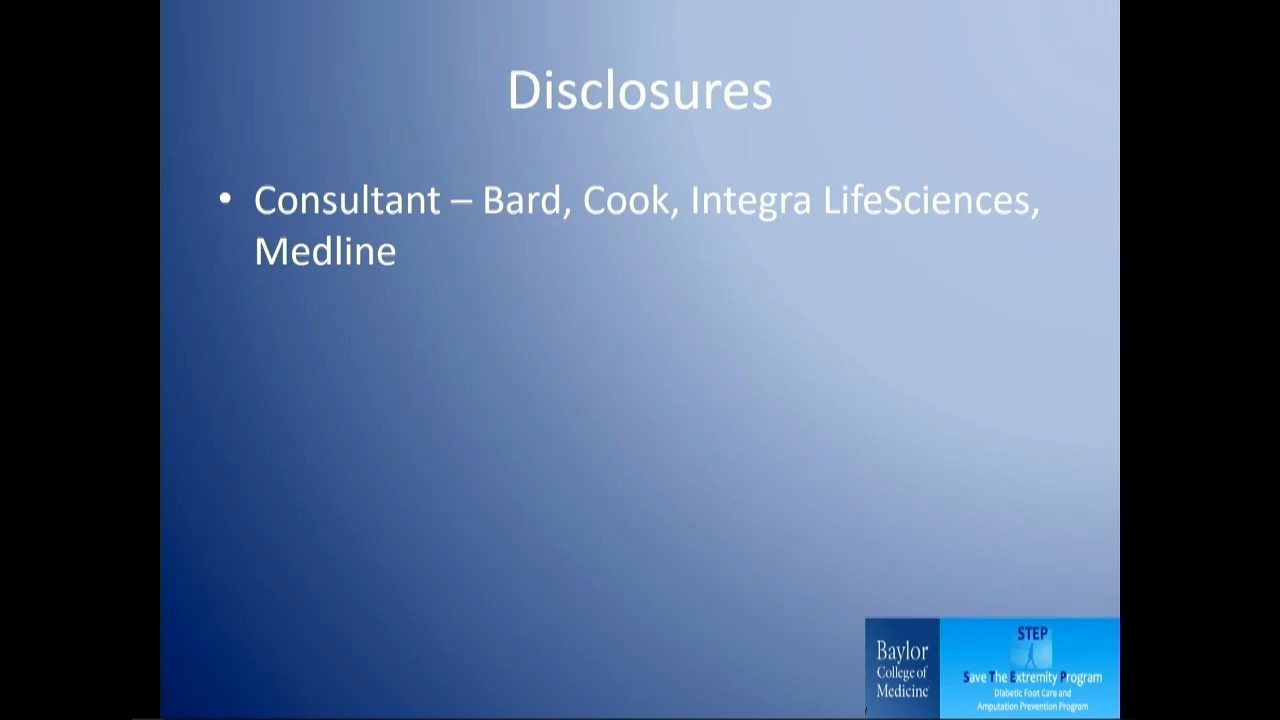 Disclosures
• Consultant – Bard, Cook, Integra LifeSciences,
Medline
Baylor
College of
Medicine
STEP
Save The Extremity Program
Diabetic Foot Care and
Amputation Prevention Program